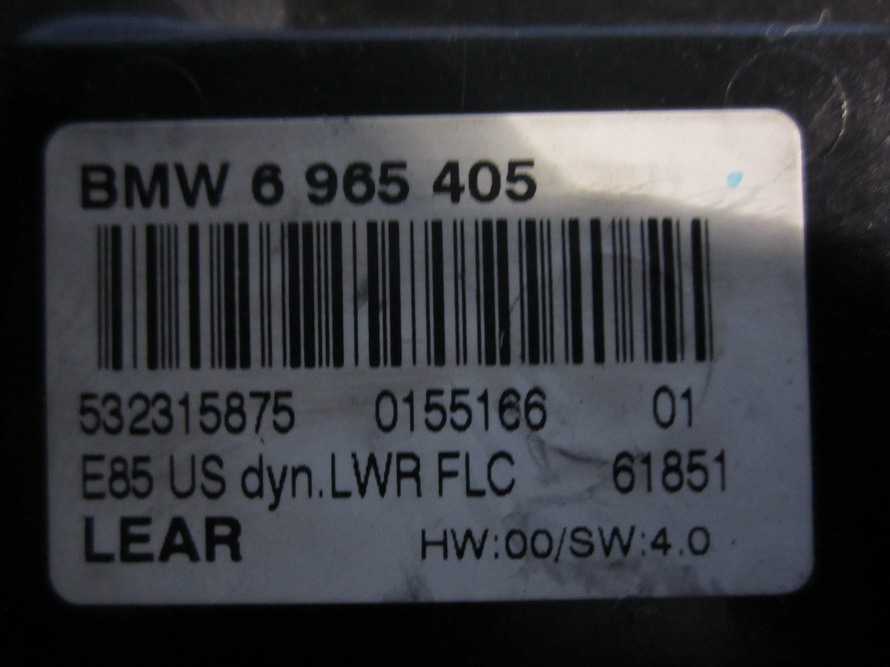 BMW 6 965 405
532315875 0155166 01
E85 US dyn.LWR FLC 61851
LEAR HW:00/SW:4.0